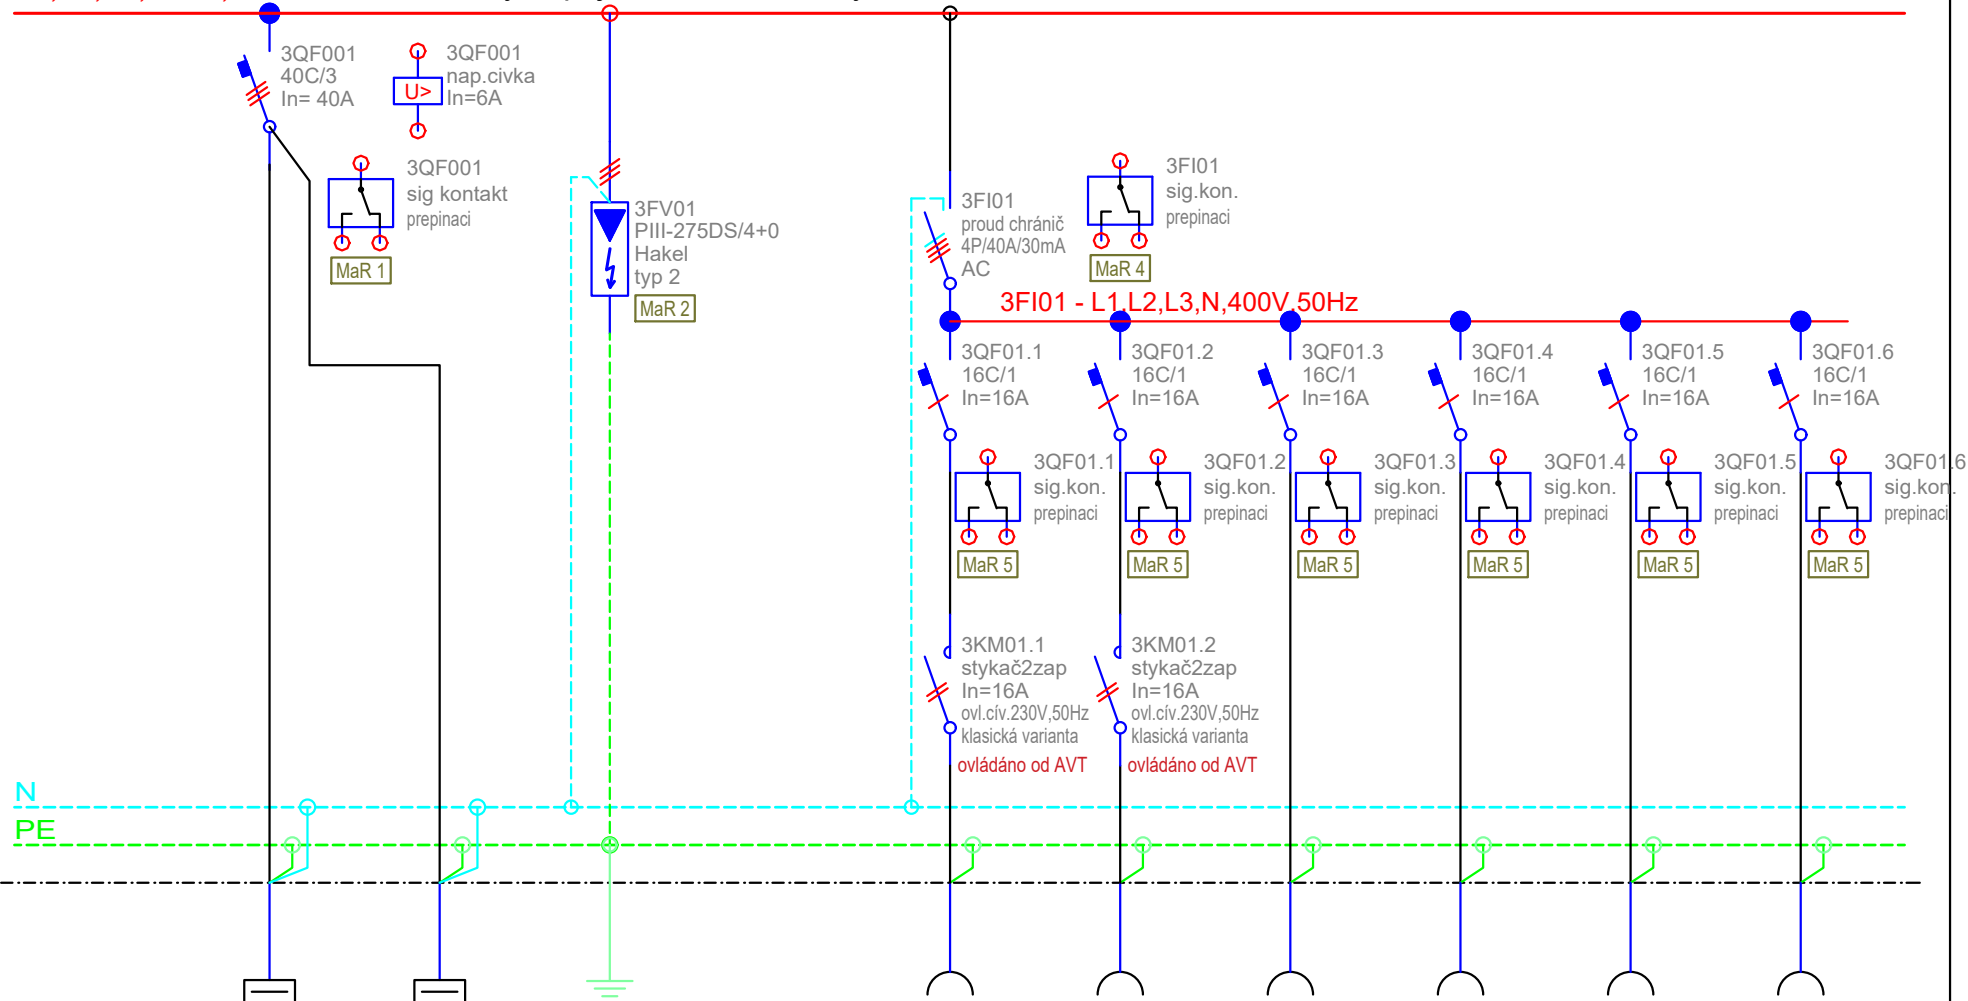 3QF001
40C/3
In= 40A
3QF001
nap.civka
In=6A
U>
3QF001
sig kontakt
prepinaci
MaR 1
3FV01
PIII-275DS/4+0
Hakel
typ 2
MaR 2
3FI01
proud chránič
4P/40A/30mA
AC
3FI01
sig.kon.
prepinaci
MaR 4
3FI01 - L1,L2,L3,N,400V,50Hz
3QF01.1
16C/1
In=16A
3QF01.2
16C/1
In=16A
3QF01.3
16C/1
In=16A
3QF01.4
16C/1
In=16A
3QF01.5
16C/1
In=16A
3QF01.6
16C/1
In=16A
3QF01.1
sig.kon.
prepinaci
MaR 5
3QF01.2
sig.kon.
prepinaci
MaR 5
3QF01.3
sig.kon.
prepinaci
MaR 5
3QF01.4
sig.kon.
prepinaci
MaR 5
3QF01.5
sig.kon.
prepinaci
MaR 5
3QF01.6
sig.kon.
prepinaci
MaR 5
3KM01.1
stykač2zap
In=16A
ovl.cív.230V,50Hz
klasická varianta
ovládáno od AVT
3KM01.2
stykač2zap
In=16A
ovl.cív.230V,50Hz
klasická varianta
ovládáno od AVT
N
PE